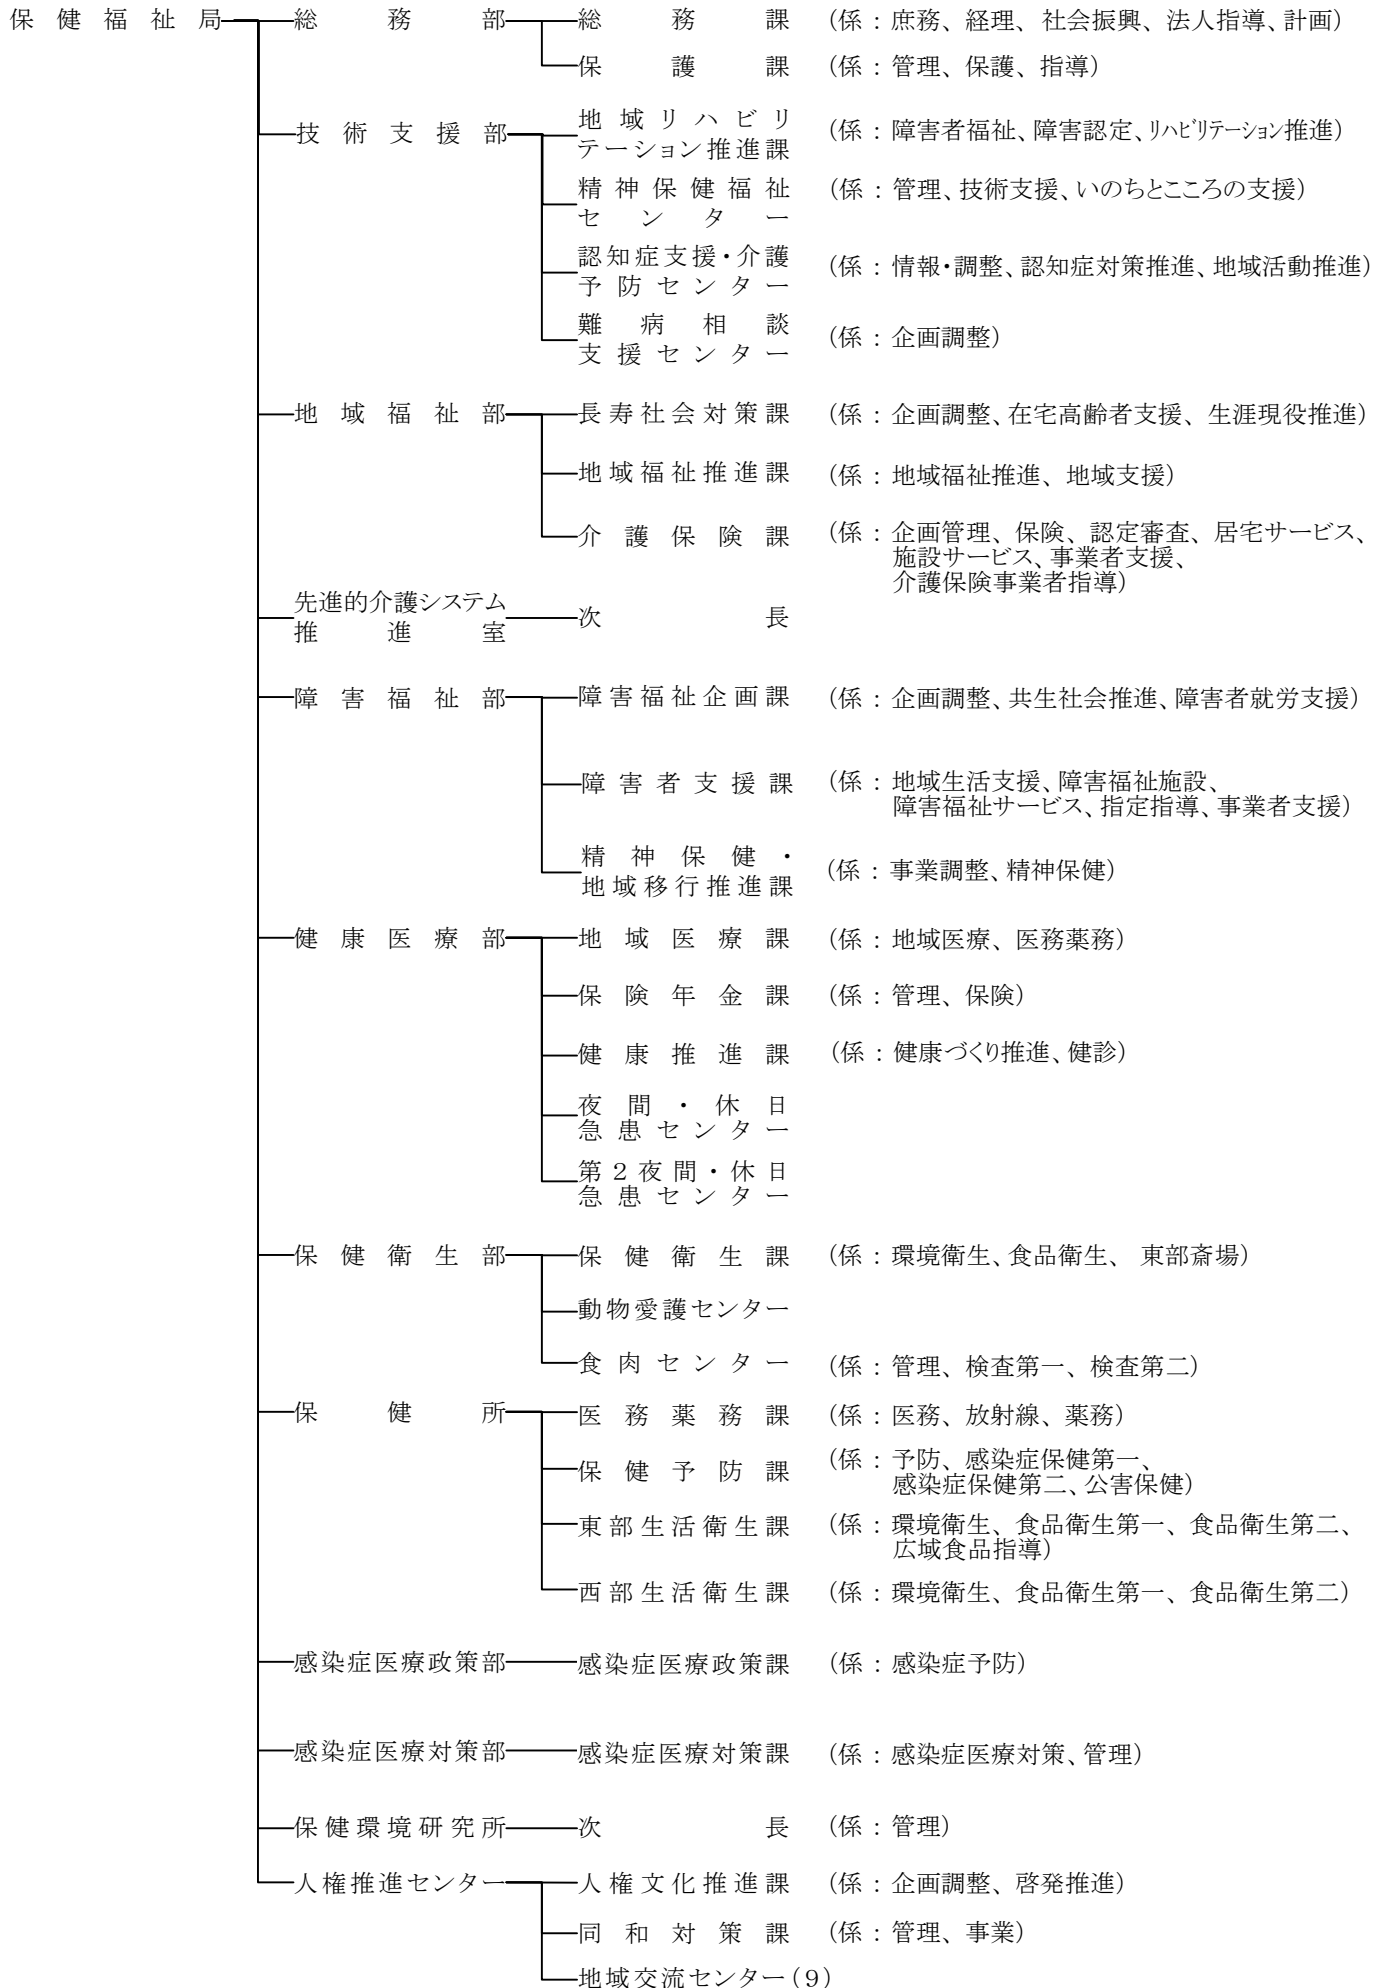 保健福祉局 総務部 総務課 (係：庶務、経理、社会振興、法人指導、計画)
保護課 (係：管理、保護、指導)
技術支援部 地域リハビリ
テーション推進課 (係：障害者福祉、障害認定、ﾘﾊﾋﾞﾘﾃｰｼｮﾝ推進)
精神保健福祉
センター (係：管理、技術支援、いのちとこころの支援)
認知症支援・介護
予防センター (係：情報・調整、認知症対策推進、地域活動推進)
難病相談
支援センター (係：企画調整)
地域福祉部 長寿社会対策課 (係：企画調整、在宅高齢者支援、生涯現役推進)
地域福祉推進課 (係：地域福祉推進、地域支援)
介護保険課 (係：企画管理、保険、認定審査、居宅サービス、
施設サービス、事業者支援、
介護保険事業者指導)
先進的介護システム
推進室 次長
障害福祉部 障害福祉企画課 (係：企画調整、共生社会推進、障害者就労支援)
障害者支援課 (係：地域生活支援、障害福祉施設、
障害福祉サービス、指定指導、事業者支援)
精神保健・
地域移行推進課 (係：事業調整、精神保健)
健康医療部 地域医療課 (係：地域医療、医務薬務)
保険年金課 (係：管理、保険)
健康推進課 (係：健康づくり推進、健診)
夜間・休日
急患センター
第２夜間・休日
急患センター
保健衛生部 保健衛生課 (係：環境衛生、食品衛生、東部斎場)
動物愛護センター
食肉センター (係：管理、検査第一、検査第二)
保健所 医務薬務課 (係：医務、放射線、薬務)
保健予防課 (係：予防、感染症保健第一、
感染症保健第二、公害保健)
東部生活衛生課 (係：環境衛生、食品衛生第一、食品衛生第二、
広域食品指導)
西部生活衛生課 (係：環境衛生、食品衛生第一、食品衛生第二)
感染症医療政策部 感染症医療政策課 (係：感染症予防)
感染症医療対策部 感染症医療対策課 (係：感染症医療対策、管理)
保健環境研究所 次長 (係：管理)
人権推進センター 人権文化推進課 (係：企画調整、啓発推進)
同和対策課 (係：管理、事業)
地域交流センター(９)